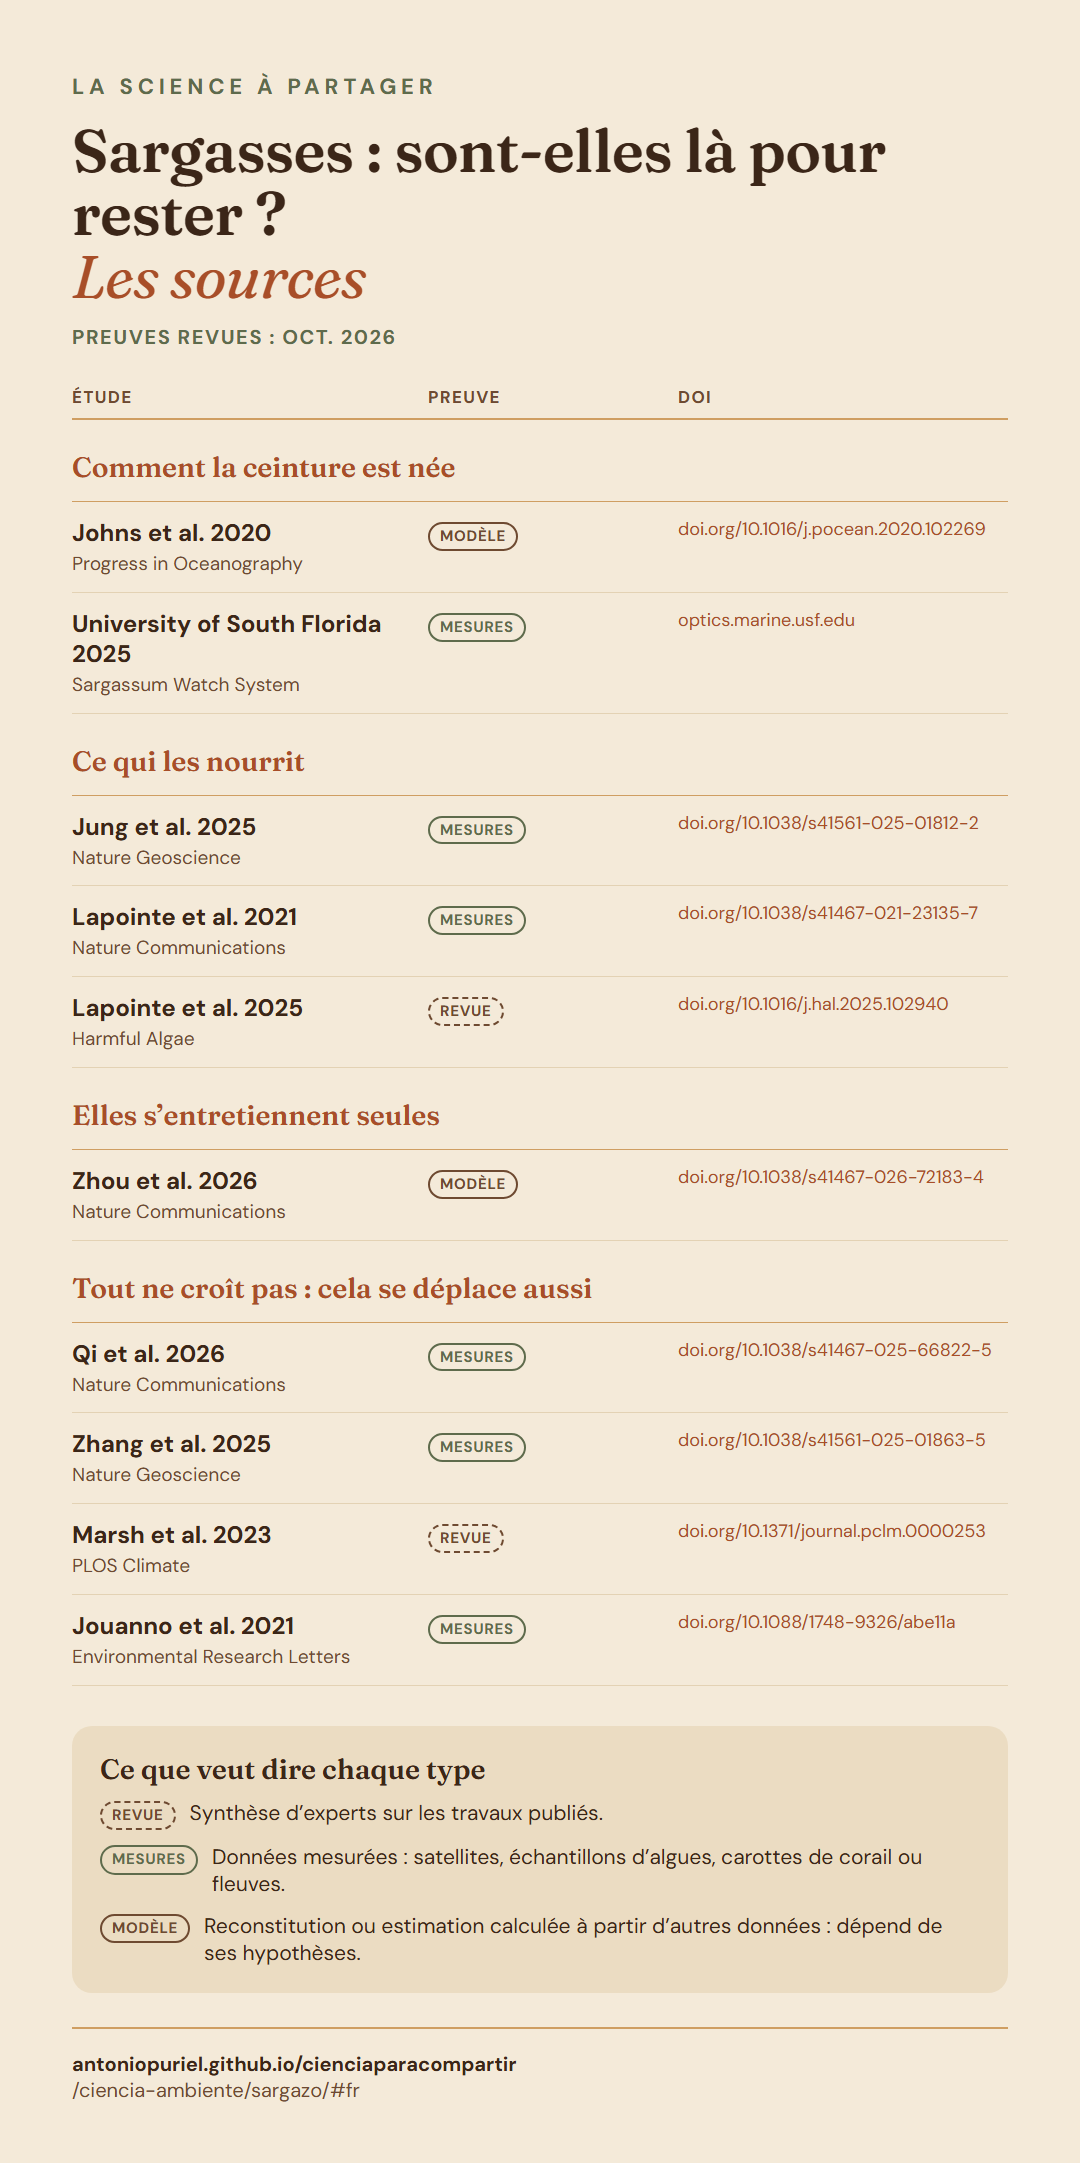 LA SCIENCE À PARTAGER
Sargasses : sont-elles là pour
rester ?
Les sources
PREUVES REVUES : OCT. 2026
ÉTUDE PREUVE DOI
Comment la ceinture est née
Johns et al. 2020 MODÈLE doi.org/10.1016/j.pocean.2020.102269
Progress in Oceanography
University of South Florida MESURES optics.marine.usf.edu
2025
Sargassum Watch System
Ce qui les nourrit
Jung et al. 2025 MESURES doi.org/10.1038/s41561-025-01812-2
Nature Geoscience
Lapointe et al. 2021 MESURES doi.org/10.1038/s41467-021-23135-7
Nature Communications
Lapointe et al. 2025 REVUE doi.org/10.1016/j.hal.2025.102940
Harmful Algae
Elles s’entretiennent seules
Zhou et al. 2026 MODÈLE doi.org/10.1038/s41467-026-72183-4
Nature Communications
Tout ne croît pas : cela se déplace aussi
Qi et al. 2026 MESURES doi.org/10.1038/s41467-025-66822-5
Nature Communications
Zhang et al. 2025 MESURES doi.org/10.1038/s41561-025-01863-5
Nature Geoscience
Marsh et al. 2023 REVUE doi.org/10.1371/journal.pclm.0000253
PLOS Climate
Jouanno et al. 2021 MESURES doi.org/10.1088/1748-9326/abe11a
Environmental Research Letters
Ce que veut dire chaque type
REVUE Synthèse d’experts sur les travaux publiés.
MESURES Données mesurées : satellites, échantillons d’algues, carottes de corail ou
fleuves.
MODÈLE Reconstitution ou estimation calculée à partir d’autres données : dépend de
ses hypothèses.
antoniopuriel.github.io/cienciaparacompartir
/ciencia-ambiente/sargazo/#fr